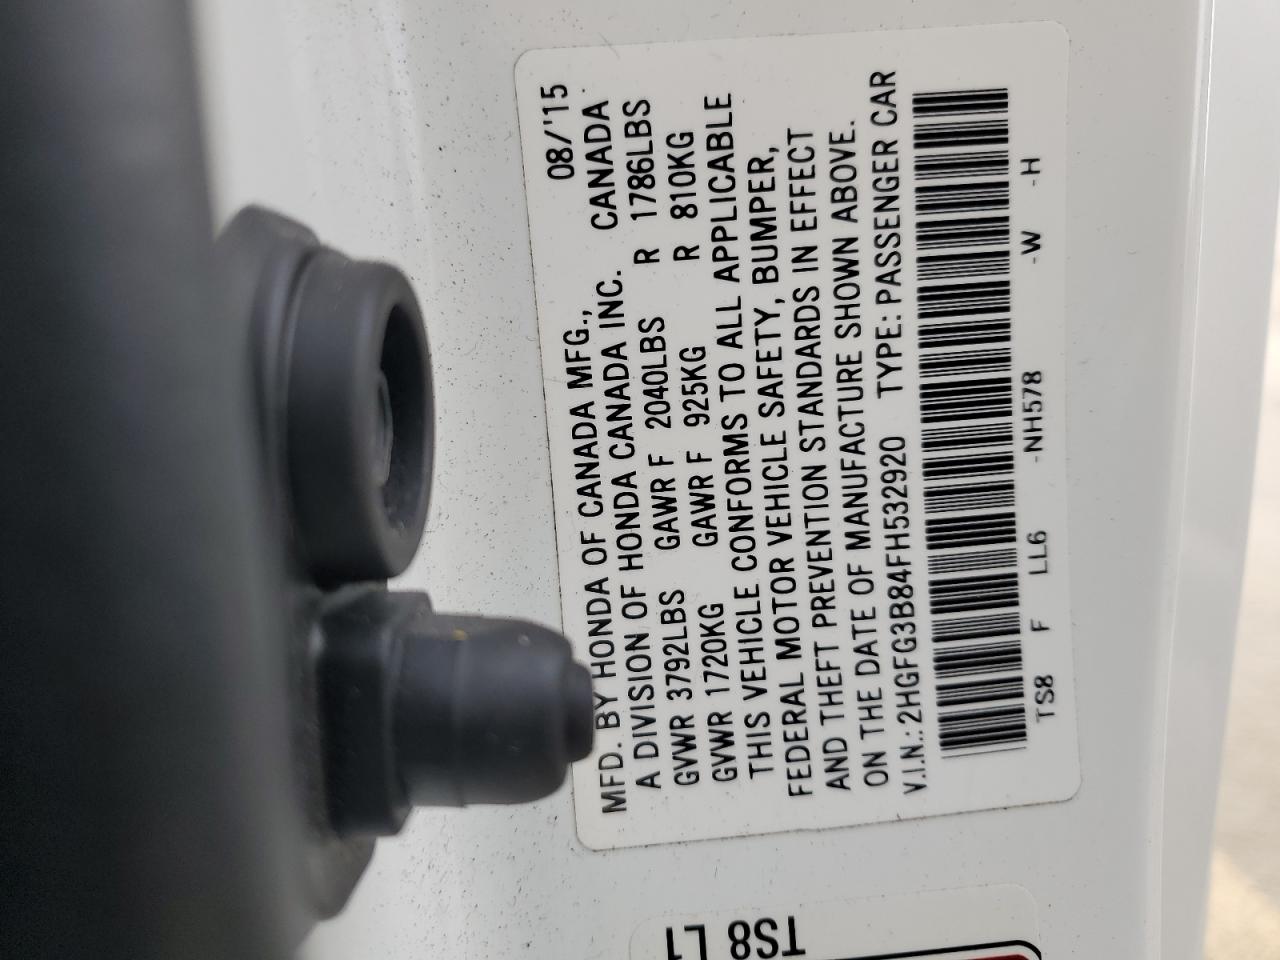 08/'15
MFD. BY HONDA OF CANADA MFG.,
A DIVISION OF HONDA CANADA INC. CANADA
GVWR 3792LBS GAWR F 2040LBS R 1786LBS
GVWR 1720KG GAWR F 925KG R 810KG
THIS VEHICLE CONFORMS TO ALL APPLICABLE
FEDERAL MOTOR VEHICLE SAFETY, BUMPER,
AND THEFT PREVENTION STANDARDS IN EFFECT
ON THE DATE OF MANUFACTURE SHOWN ABOVE.
V.I.N.: 2HGFG3B84FH532920 TYPE: PASSENGER CAR
TS8 F LL6 -NH578 -W -H
TS8 L1